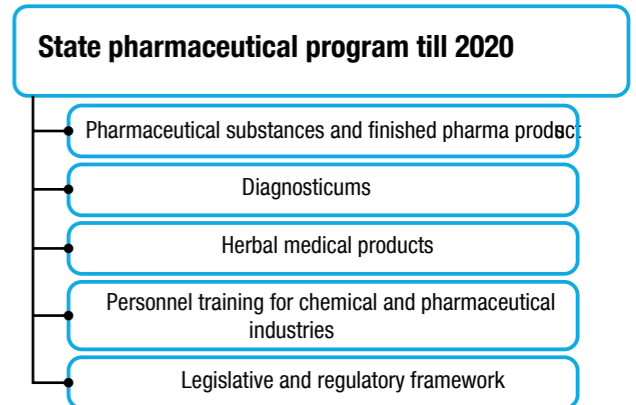 State pharmaceutical program till 2020
Pharmaceutical substances and finished pharma products
Diagnosticums
Herbal medical products
Personnel training for chemical and pharmaceutical
industries
Legislative and regulatory framework